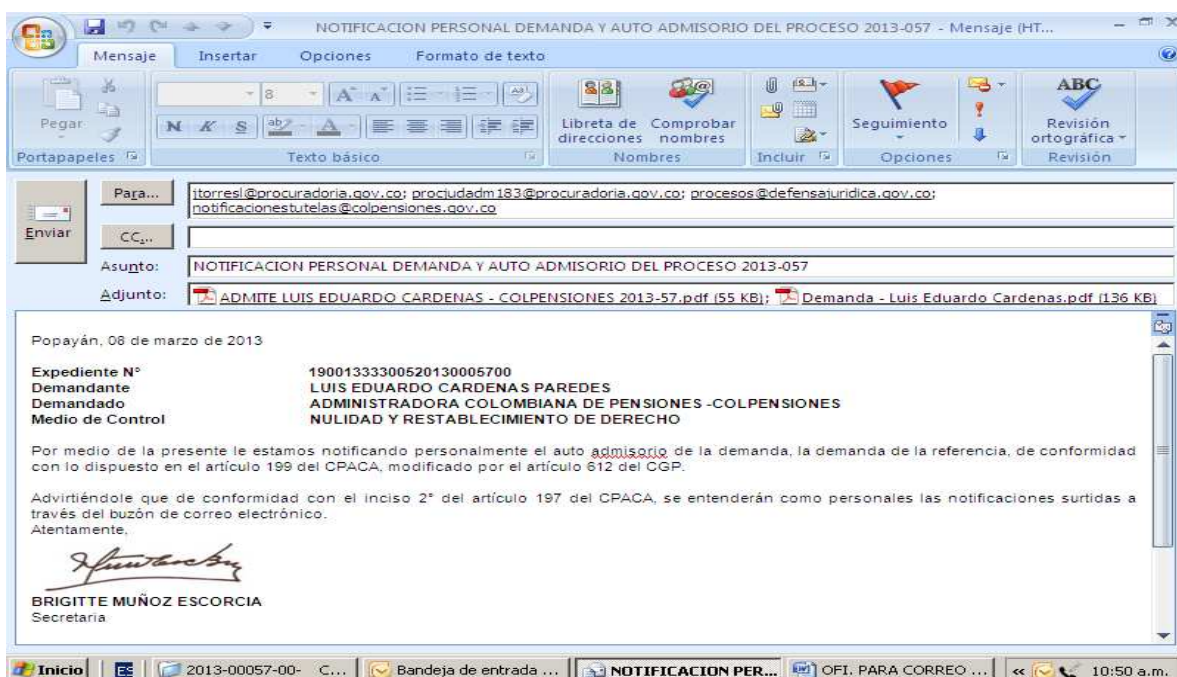 NOTIFICACION PERSONAL DEMANDA Y AUTO ADMISORIO DEL PROCESO 2013-057 - Mensaje (HT...
Mensaje Insertar Opciones Formato de texto
Pegar
8
N K S
Libreta de direcciones
Comprobar nombres
Seguimiento
ABC
Revisión ortográfica
Portapapeles Texto básico Nombres Incluir Opciones Revisión
Enviar
Para... jtorresl@procuradoria.gov.co; procjudadm183@procuradoria.gov.co; procesos@defensajuridica.gov.co;
notificacionestutelas@colpensiones.gov.co
CC...
Asunto: NOTIFICACION PERSONAL DEMANDA Y AUTO ADMISORIO DEL PROCESO 2013-057
Adjunto: ADMITE LUIS EDUARDO CARDENAS - COLPENSIONES 2013-57.pdf (55 KB); Demanda - Luis Eduardo Cardenas.pdf (136 KB)
Popayán, 08 de marzo de 2013
Expediente N° 19001333300520130005700
Demandante LUIS EDUARDO CARDENAS PAREDES
Demandado ADMINISTRADORA COLOMBIANA DE PENSIONES -COLPENSIONES
Medio de Control NULIDAD Y RESTABLECIMIENTO DE DERECHO
Por medio de la presente le estamos notificando personalmente el auto admisorio de la demanda, la demanda de la referencia, de conformidad
con lo dispuesto en el artículo 199 del CPACA, modificado por el artículo 612 del CGP.
Advirtiéndole que de conformidad con el inciso 2° del artículo 197 del CPACA, se entenderán como personales las notificaciones surtidas a
través del buzón de correo electrónico.
Atentamente,
BRIGITTE MUÑOZ ESCORCIA
Secretaria
Inicio ES 2013-00057-00- C... Bandeja de entrada ... NOTIFICACION PER... OFI. PARA CORREO ... « 10:50 a.m.